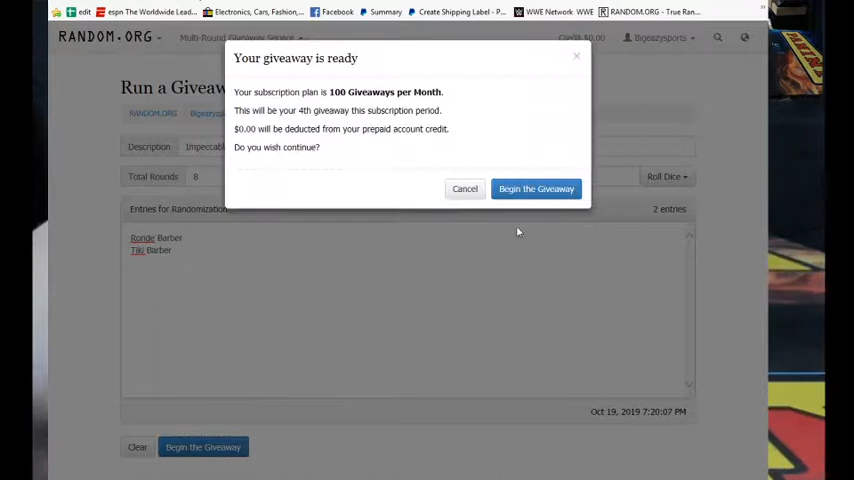 edit espn The Worldwide Lead... Electronics, Cars, Fashion,... Facebook Summary Create Shipping Label - P... WWE Network WWE RANDOM.ORG - True Ran...
RANDOM.ORG Multi-Round Giveaway Service Credit $0.00 Bigeazysports
Your giveaway is ready
Run a Giveaw
Your subscription plan is 100 Giveaways per Month.
This will be your 4th giveaway this subscription period.
RANDOM.ORG
$0.00 will be deducted from your prepaid account credit.
Description Impeccab
Do you wish continue?
Total Rounds 8 Roll Dice
Cancel Begin the Giveaway
Entries for Randomization 2 entries
Ronde Barber
Tiki Barber
Oct 19, 2019 7:20:07 PM
Clear Begin the Giveaway
PANINI